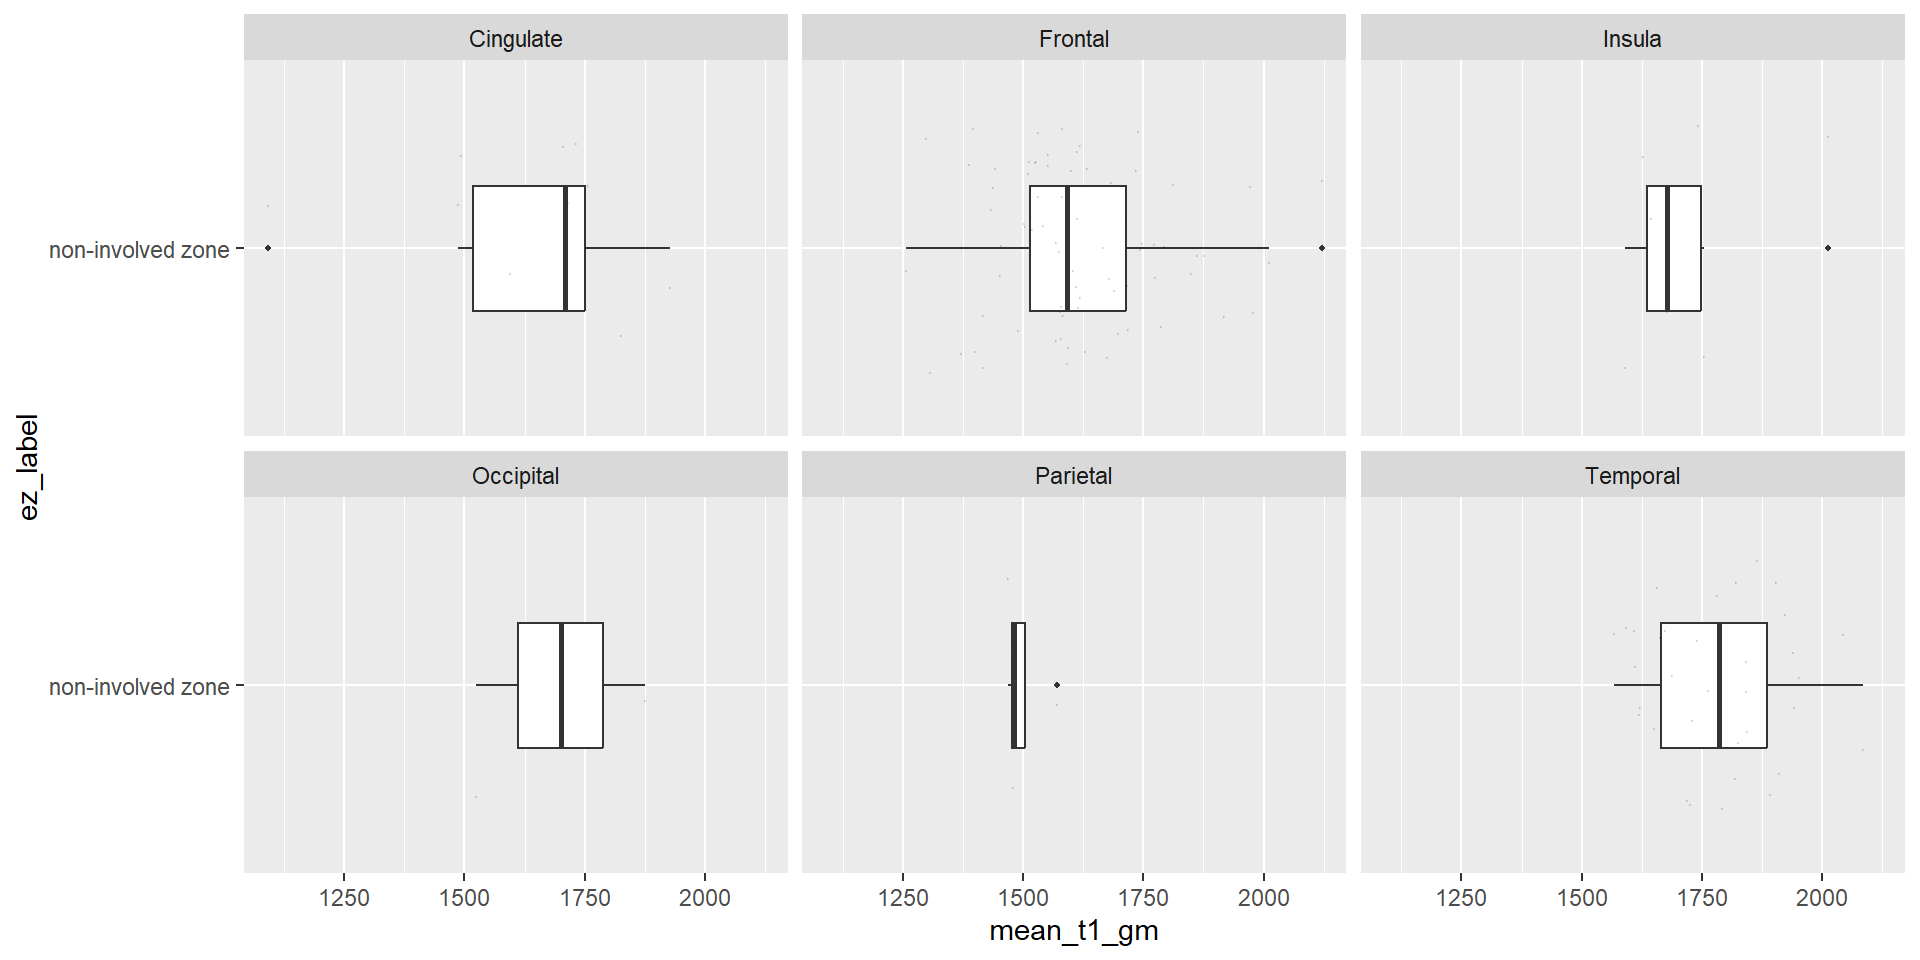 Cingulate
Frontal
Insula
non-involved zone
Occipital
Parietal
Temporal
non-involved zone
ez_label
1250 1500 1750 2000
1250 1500 1750 2000
1250 1500 1750 2000
mean_t1_gm